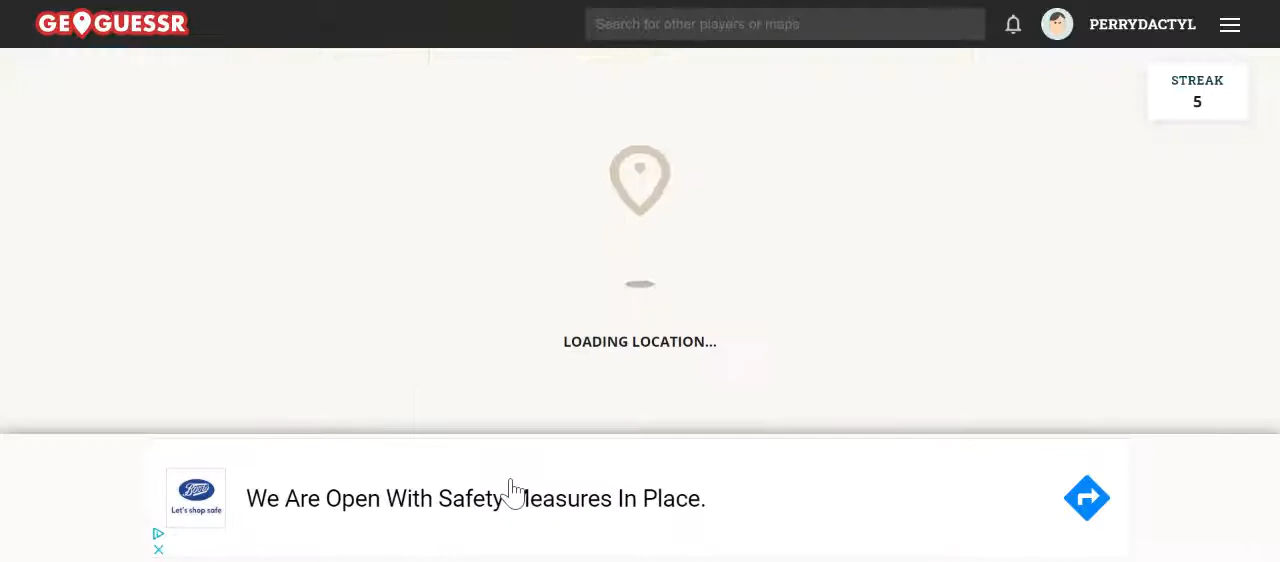 GEOGUESSR
Search for other players or maps
PERRYDACTYL
STREAK
5
LOADING LOCATION...
Boots
Let's shop safe
We Are Open With Safety Measures In Place.